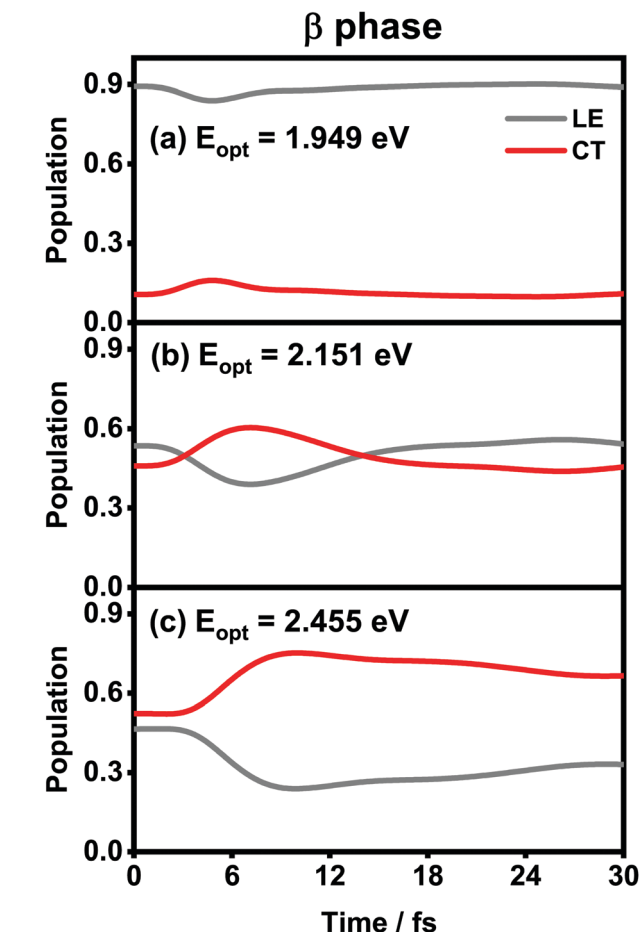 β phase
0.9
(a) E_opt = 1.949 eV
LE
CT
0.6
0.3
0.0
Population
0.9
(b) E_opt = 2.151 eV
0.6
0.3
0.0
Population
0.9
(c) E_opt = 2.455 eV
0.6
0.3
0.0
Population
0 6 12 18 24 30
Time / fs